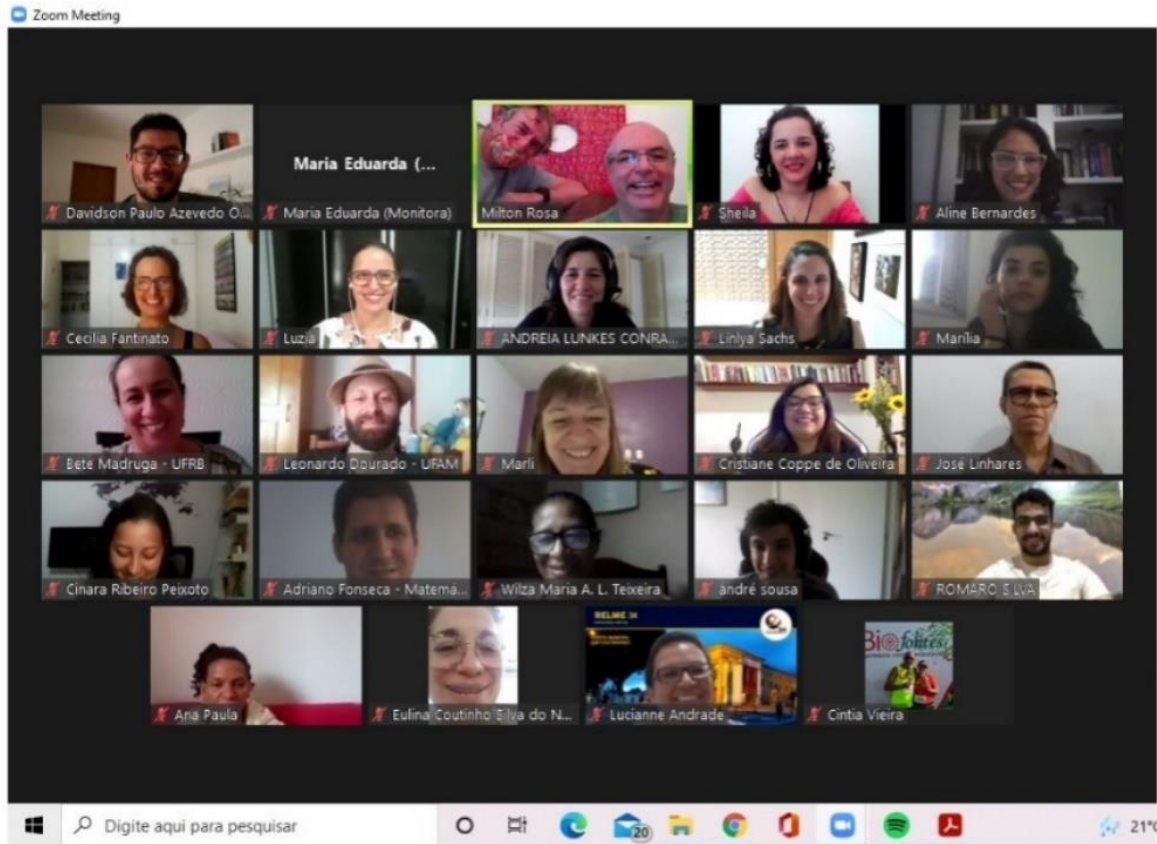 Zoom Meeting
Davidson Paulo Azevedo O...
Maria Eduarda (...
Maria Eduarda (Monitora)
Milton Rosa
Sheila
Aline Bernardes
Cecilia Fantinato
Luzia
ANDREIA LUNKES CONRA...
Linlya Sachs
Marília
Bete Madruga - UFRB
Leonardo Dourado - UFAM
Marli
Cristiane Coppe de Oliveira
José Linhares
Cinara Ribeiro Peixoto
Adriano Fonseca - Matemá...
Wilza Maria A. L. Teixeira
andré sousa
ROMARO SILVA
Ana Paula
Eulina Coutinho Silva do N...
RELME 34
Lucianne Andrade
Biofolites
Cintia Vieira
Digite aqui para pesquisar
20
21°